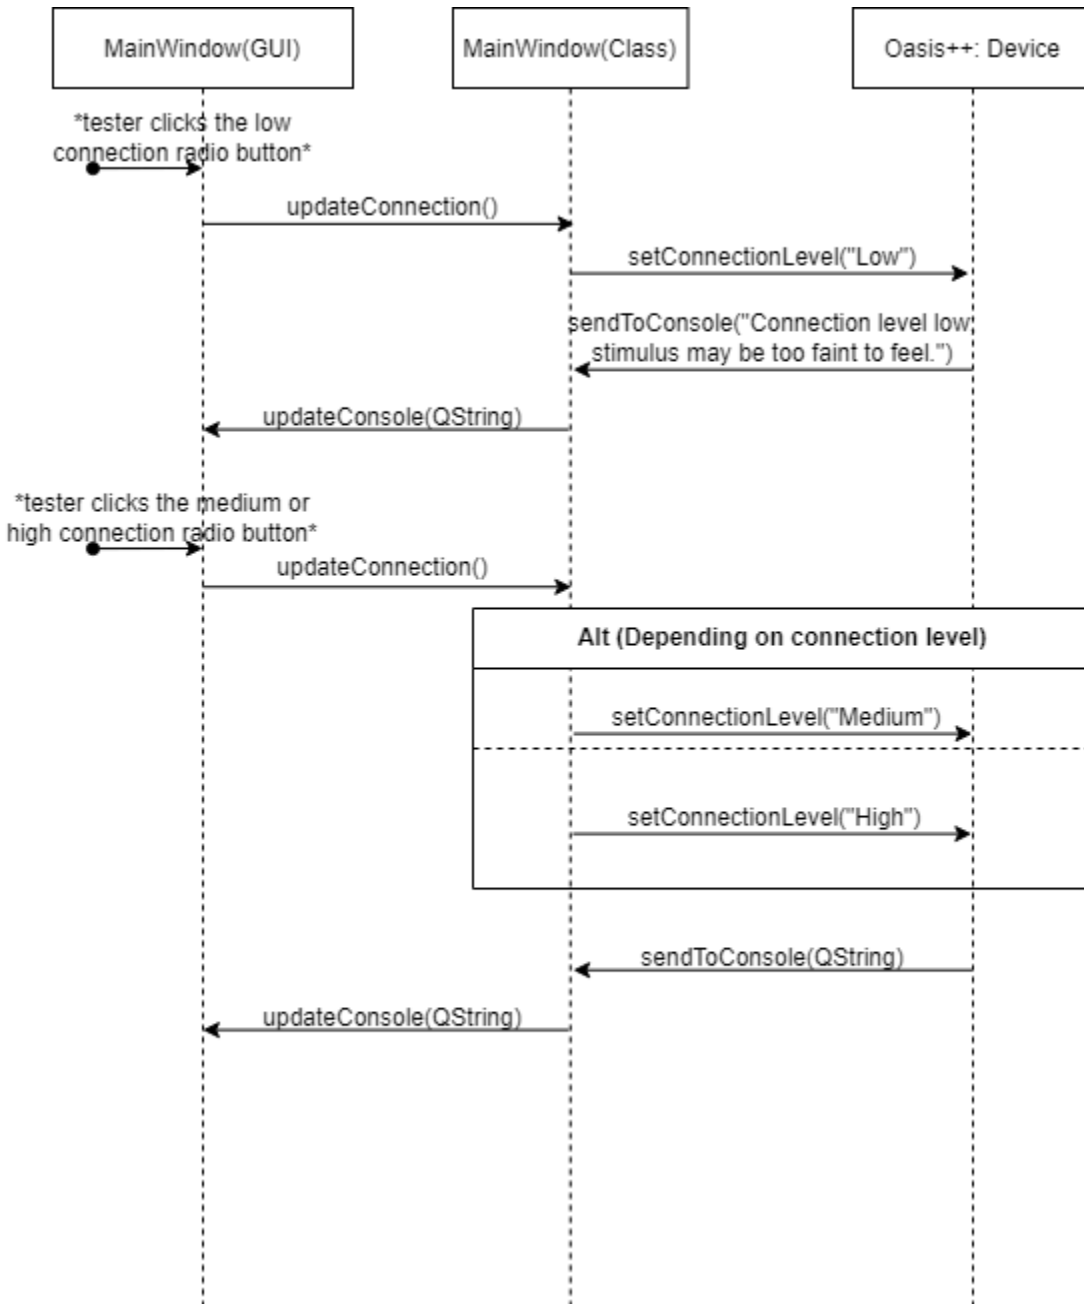 MainWindow(GUI)
MainWindow(Class)
Oasis++: Device
*tester clicks the low
connection radio button*
updateConnection()
setConnectionLevel("Low")
sendToConsole("Connection level low,
stimulus may be too faint to feel.")
updateConsole(QString)
*tester clicks the medium or
high connection radio button*
updateConnection()
Alt (Depending on connection level)
setConnectionLevel("Medium")
setConnectionLevel("High")
sendToConsole(QString)
updateConsole(QString)